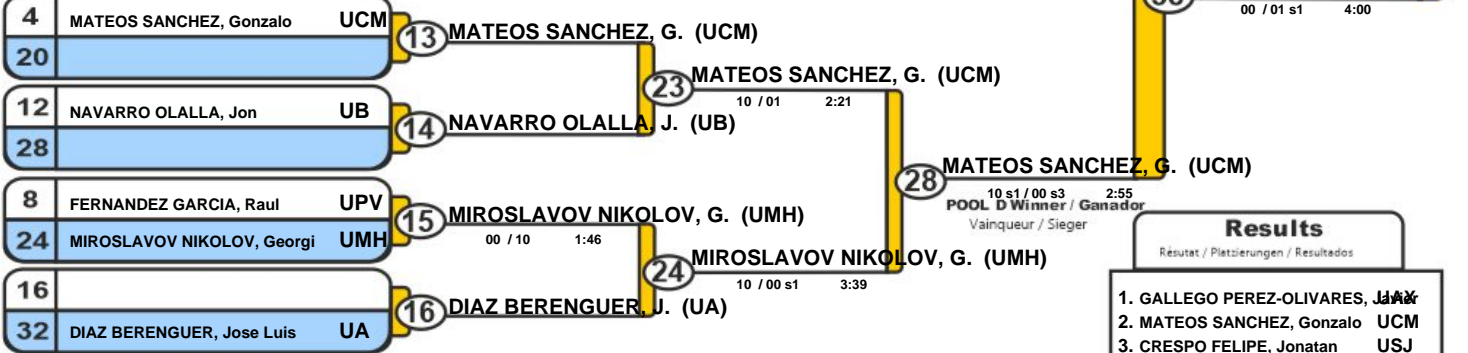 00 / 01 s1 4:00
4 MATEOS SANCHEZ, Gonzalo UCM
20
13 MATEOS SANCHEZ, G. (UCM)
23 MATEOS SANCHEZ, G. (UCM)
10 / 01 2:21
12 NAVARRO OLALLA, Jon UB
28
14 NAVARRO OLALLA, J. (UB)
28 MATEOS SANCHEZ, G. (UCM)
10 s1 / 00 s3 2:55
POOL D Winner / Ganador
Vainqueur / Sieger
8 FERNANDEZ GARCIA, Raul UPV
24 MIROSLAVOV NIKOLOV, Georgi UMH
15 MIROSLAVOV NIKOLOV, G. (UMH)
00 / 10 1:46
24 MIROSLAVOV NIKOLOV, G. (UMH)
10 / 00 s1 3:39
16
32 DIAZ BERENGUER, Jose Luis UA
16 DIAZ BERENGUER, J. (UA)
Results
Résutat / Platzierungen / Resultados
1. GALLEGO PEREZ-OLIVARES, Javier UAX
2. MATEOS SANCHEZ, Gonzalo UCM
3. CRESPO FELIPE, Jonatan USJ